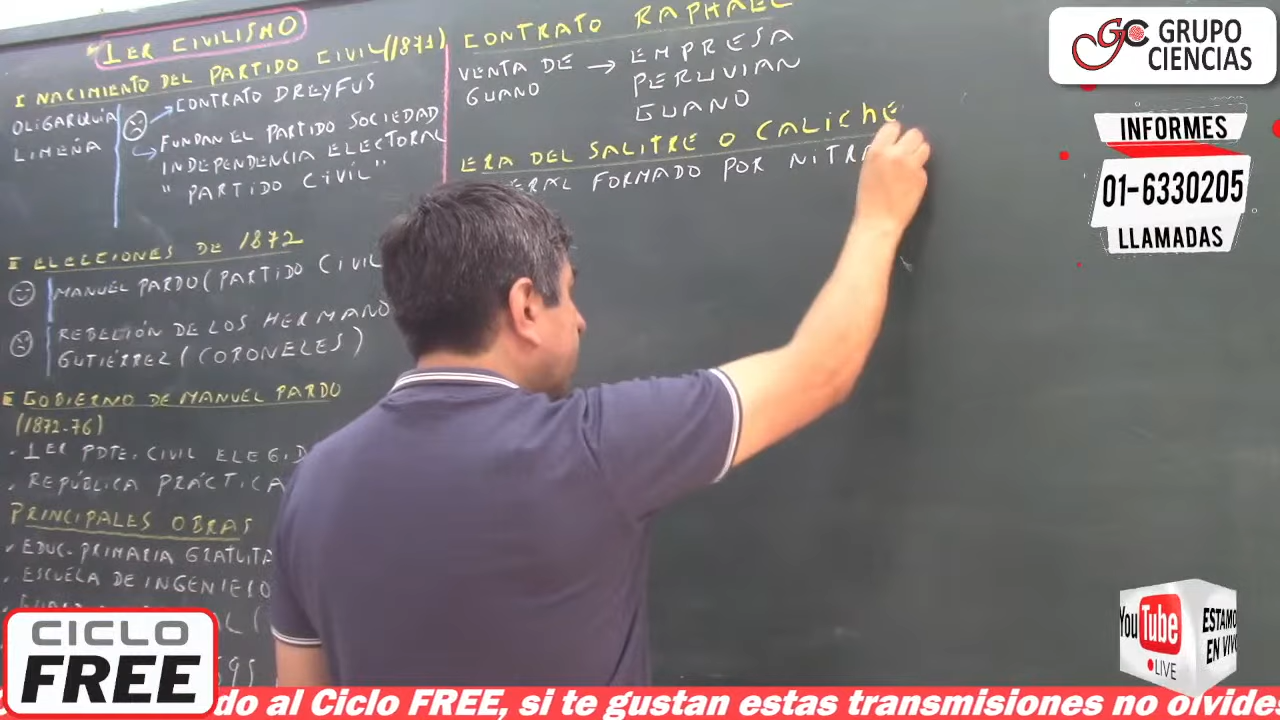 1ER CIVILISMO
I NACIMIENTO DEL PARTIDO CIVIL (1871)
OLIGARQUÍA
LIMEÑA
CONTRATO DREYFUS
FUNDAN EL PARTIDO SOCIEDAD
INDEPENDENCIA ELECTORAL
" PARTIDO CIVIL "
II ELECCIONES DE 1872
MANUEL PARDO (PARTIDO CIVIL
REBELIÓN DE LOS HERMANO
GUTIÉRREZ (CORONELES)
GOBIERNO DE MANUEL PARDO
(1872-76)
. 1ER PDTE. CIVIL ELEGID
. REPÚBLICA PRÁCTICA
PRINCIPALES OBRAS
EDUC. PRIMARIA GRATUITA
ESCUELA DE INGENIERO
CONTRATO RAPHAEL
VENTA DE → EMPRESA
GUANO PERUVIAN
GUANO
ERA DEL SALITRE O CALICHE
ERAL FORMADO POR NITRA
GC GRUPO
CIENCIAS
INFORMES
01-6330205
LLAMADAS
YouTube
LIVE
ESTAMO
EN VIVO
CICLO
FREE
do al Ciclo FREE, si te gustan estas transmisiones no olvides